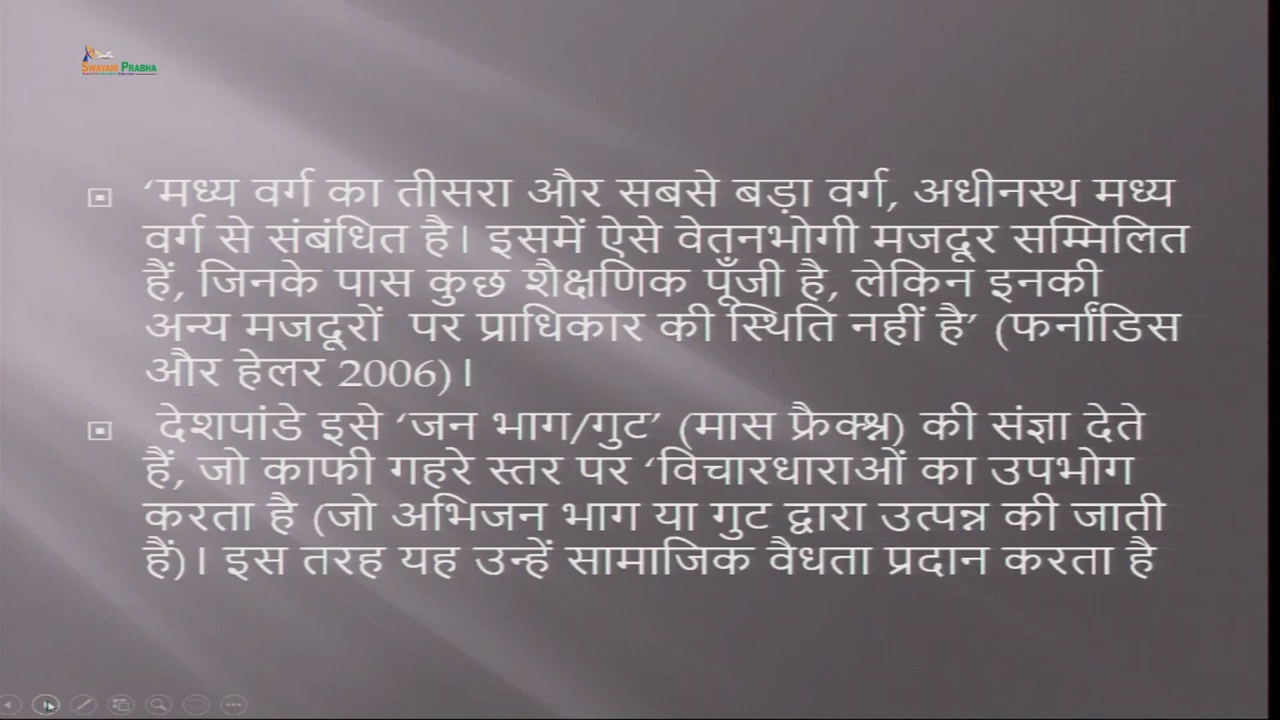 SWAYAM PRABHA
‘मध्य वर्ग का तीसरा और सबसे बड़ा वर्ग, अधीनस्थ मध्य
वर्ग से संबंधित है। इसमें ऐसे वेतनभोगी मजदूर सम्मिलित
हैं, जिनके पास कुछ शैक्षणिक पूँजी है, लेकिन इनकी
अन्य मजदूरों पर प्राधिकार की स्थिति नहीं है’ (फर्नांडिस
और हेलर 2006)।
देशपांडे इसे ‘जन भाग/गुट’ (मास फ्रैक्श्न) की संज्ञा देते
हैं, जो काफी गहरे स्तर पर ‘विचारधाराओं का उपभोग
करता है (जो अभिजन भाग या गुट द्वारा उत्पन्न की जाती
हैं)। इस तरह यह उन्हें सामाजिक वैधता प्रदान करता है